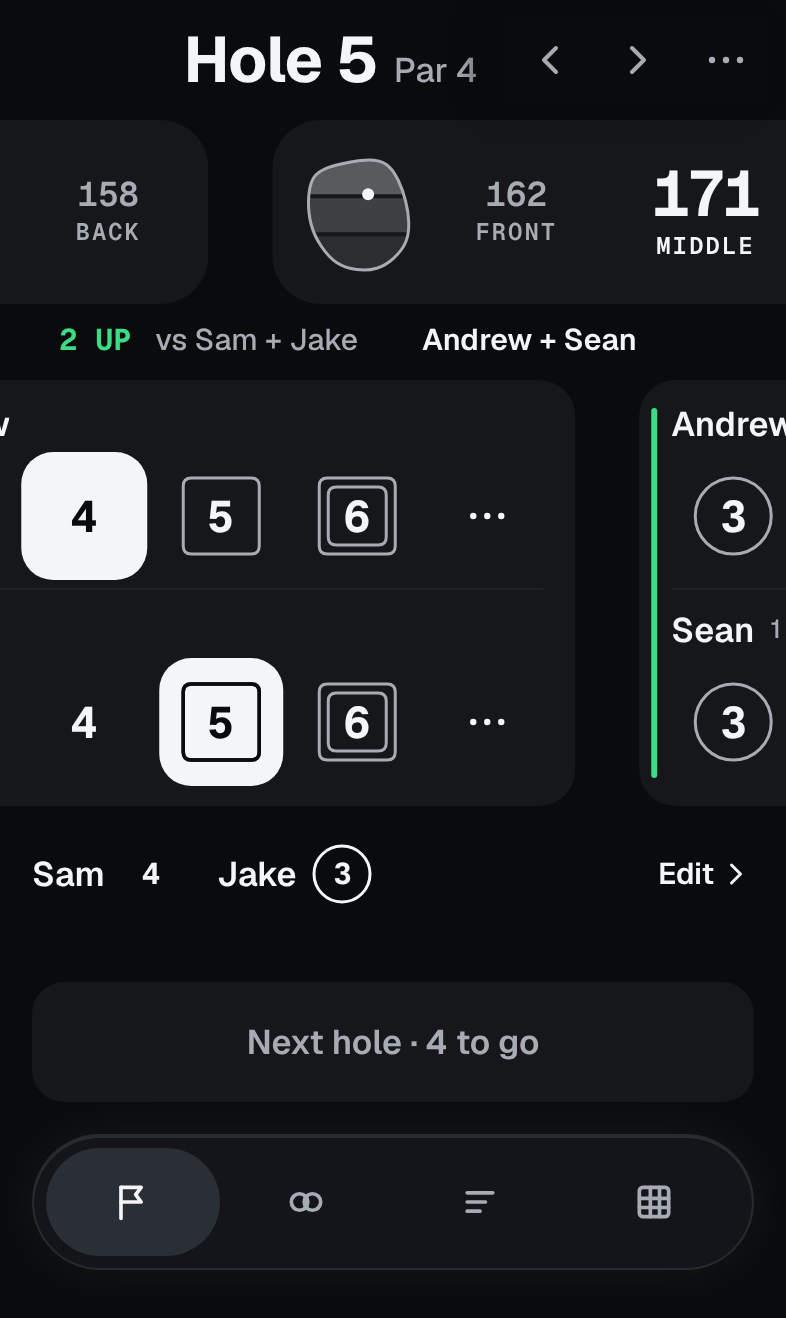 Hole 5 Par 4
158 162 171
BACK FRONT MIDDLE
2 UP vs Sam + Jake Andrew + Sean
Andrew
4 5 6 ... 3
Sean 1
4 5 6 ... 3
Sam 4 Jake 3 Edit
Next hole · 4 to go